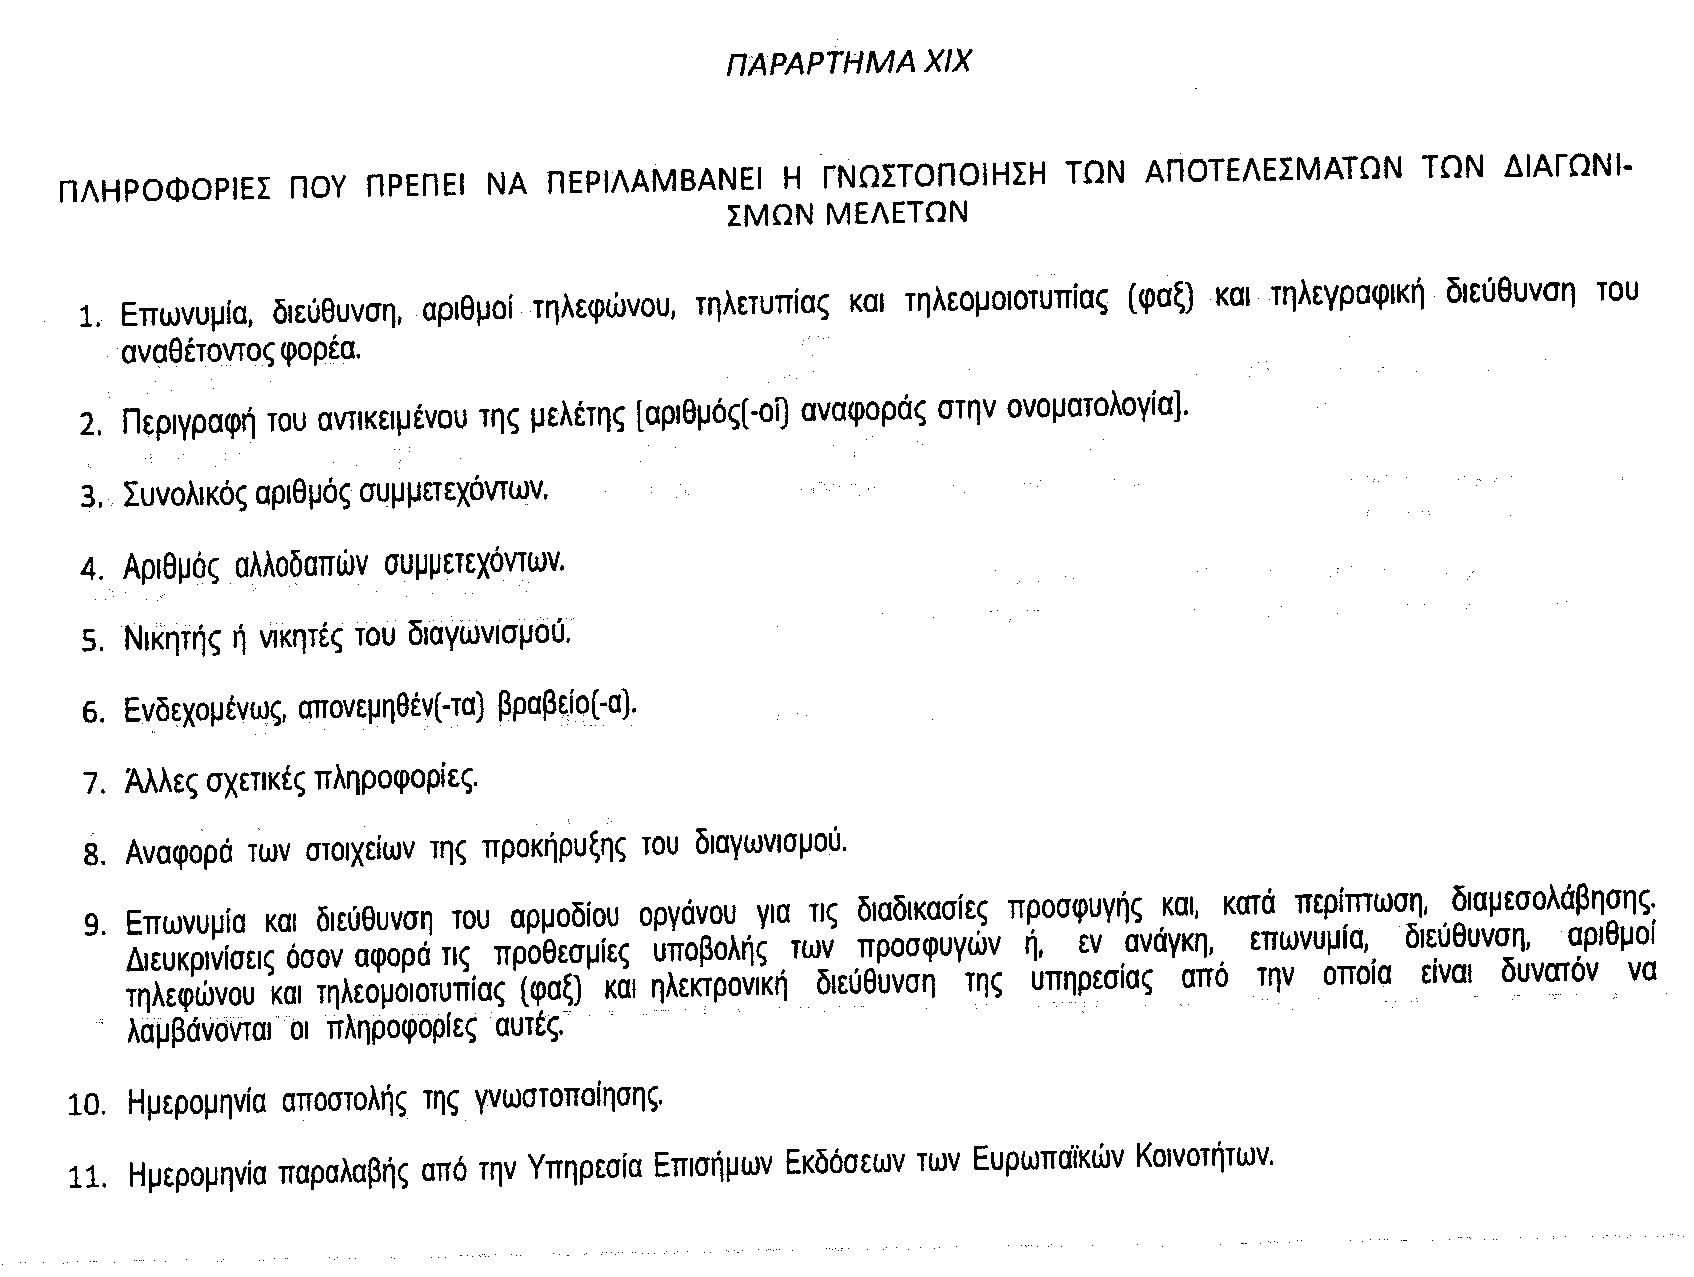 ΠΑΡΑΡΤΗΜΑ ΧΙΧ
ΠΛΗΡΟΦΟΡΙΕΣ ΠΟΥ ΠΡΕΠΕΙ ΝΑ ΠΕΡΙΛΑΜΒΑΝΕΙ Η ΓΝΩΣΤΟΠΟΙΗΣΗ ΤΩΝ ΑΠΟΤΕΛΕΣΜΑΤΩΝ ΤΩΝ ΔΙΑΓΩΝΙ-
ΣΜΩΝ ΜΕΛΕΤΩΝ
1. Επωνυμία, διεύθυνση, αριθμοί τηλεφώνου, τηλετυπίας και τηλεομοιοτυπίας (φαξ) και τηλεγραφική διεύθυνση του
αναθέτοντος φορέα.
2. Περιγραφή του αντικειμένου της μελέτης [αριθμός(-οί) αναφοράς στην ονοματολογία].
3. Συνολικός αριθμός συμμετεχόντων.
4. Αριθμός αλλοδαπών συμμετεχόντων.
5. Νικητής ή νικητές του διαγωνισμού.
6. Ενδεχομένως, απονεμηθέν(-τα) βραβείο(-α).
7. Άλλες σχετικές πληροφορίες.
8. Αναφορά των στοιχείων της προκήρυξης του διαγωνισμού.
9. Επωνυμία και διεύθυνση του αρμοδίου οργάνου για τις διαδικασίες προσφυγής και, κατά περίπτωση, διαμεσολάβησης.
Διευκρινίσεις όσον αφορά τις προθεσμίες υποβολής των προσφυγών ή, εν ανάγκη, επωνυμία, διεύθυνση, αριθμοί
τηλεφώνου και τηλεομοιοτυπίας (φαξ) και ηλεκτρονική διεύθυνση της υπηρεσίας από την οποία είναι δυνατόν να
λαμβάνονται οι πληροφορίες αυτές.
10. Ημερομηνία αποστολής της γνωστοποίησης.
11. Ημερομηνία παραλαβής από την Υπηρεσία Επισήμων Εκδόσεων των Ευρωπαϊκών Κοινοτήτων.